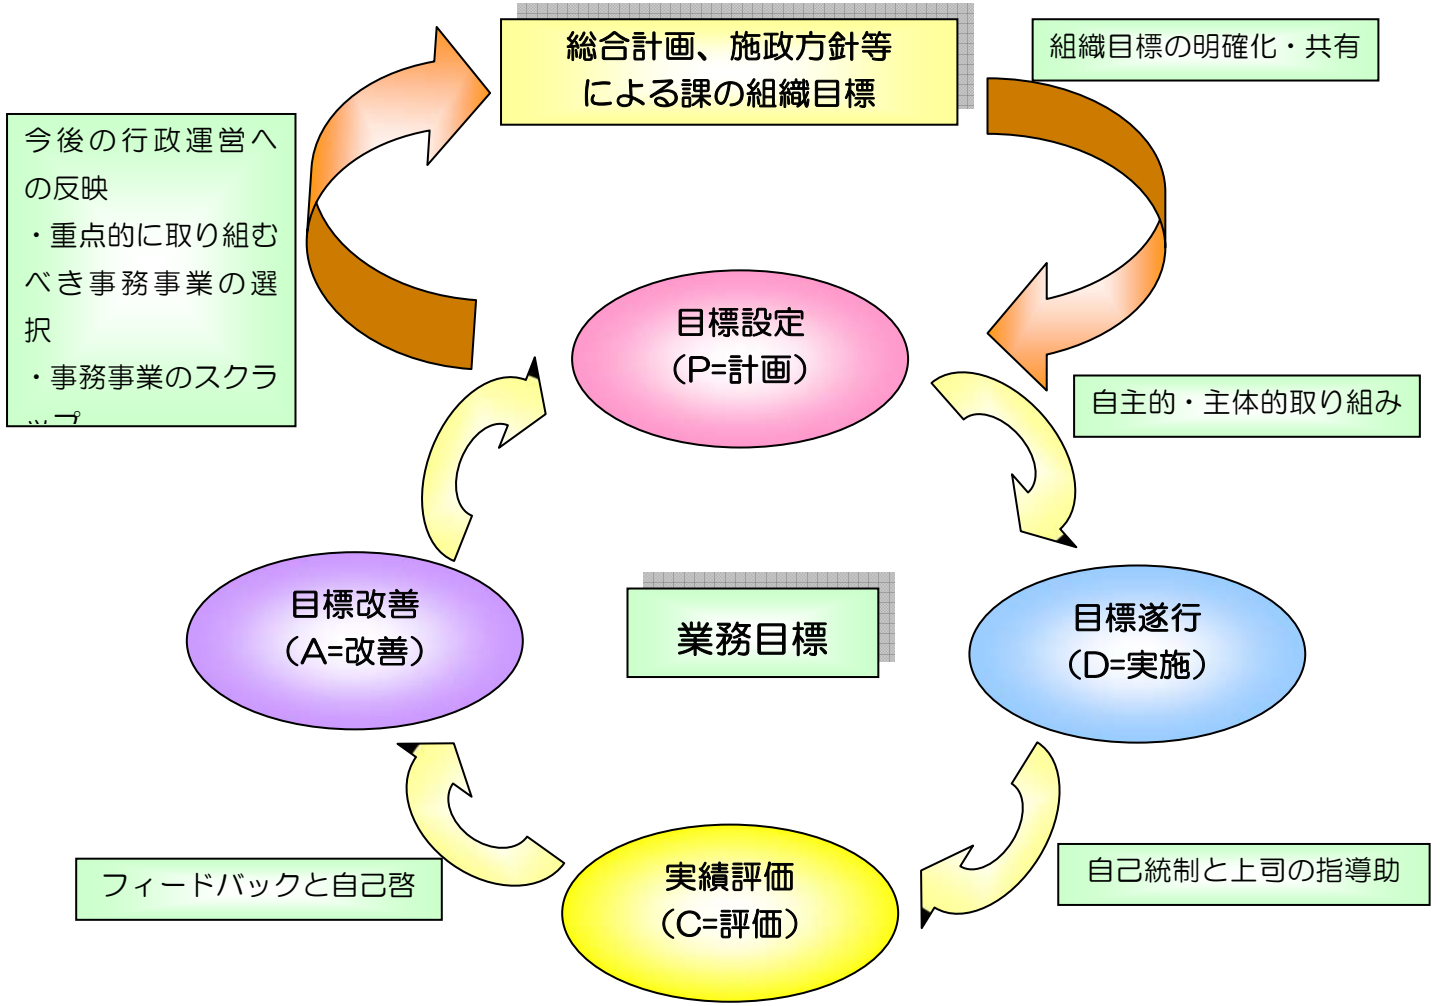 総合計画、施政方針等
による課の組織目標
組織目標の明確化・共有
今後の行政運営へ
の反映
・重点的に取り組む
べき事務事業の選
択
・事務事業のスクラ
ップ
目標設定
（P=計画）
自主的・主体的取り組み
目標改善
（A=改善）
業務目標
目標遂行
（D=実施）
フィードバックと自己啓
実績評価
（C=評価）
自己統制と上司の指導助